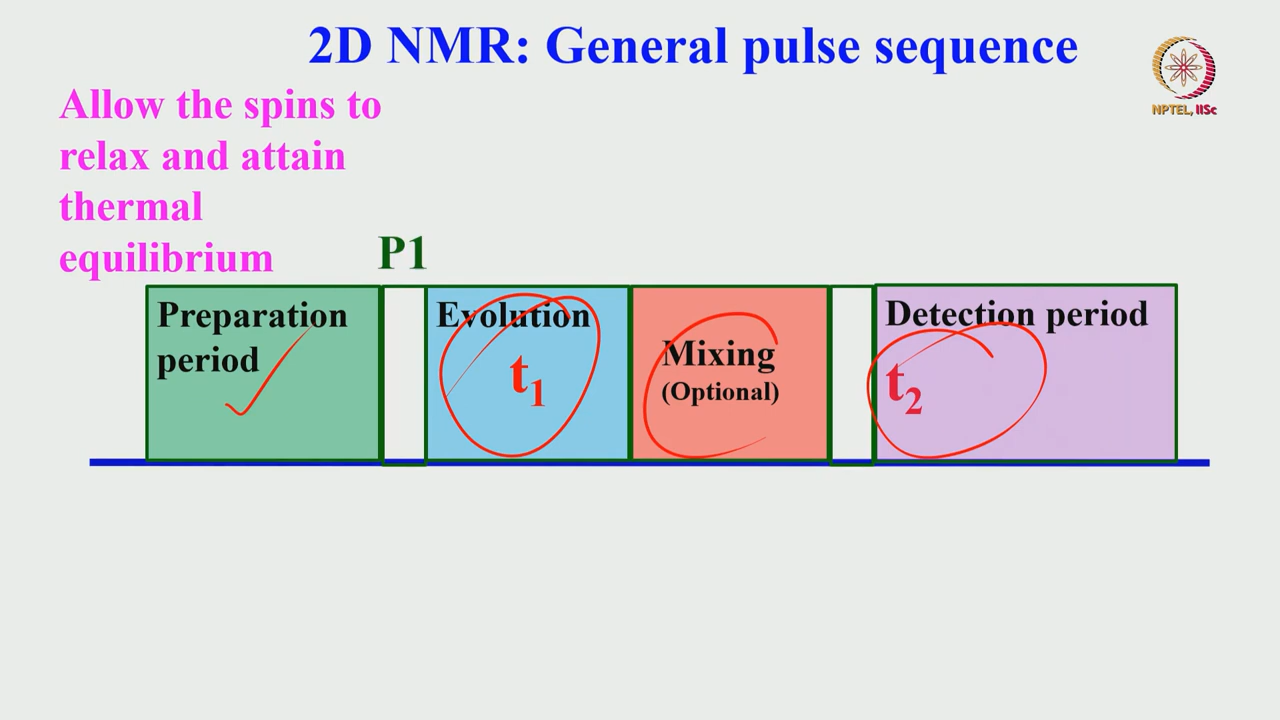 2D NMR: General pulse sequence
NPTEL, IISc
Allow the spins to
relax and attain
thermal
equilibrium
P1
Preparation
period
Evolution
t₁
Mixing
(Optional)
Detection period
t₂